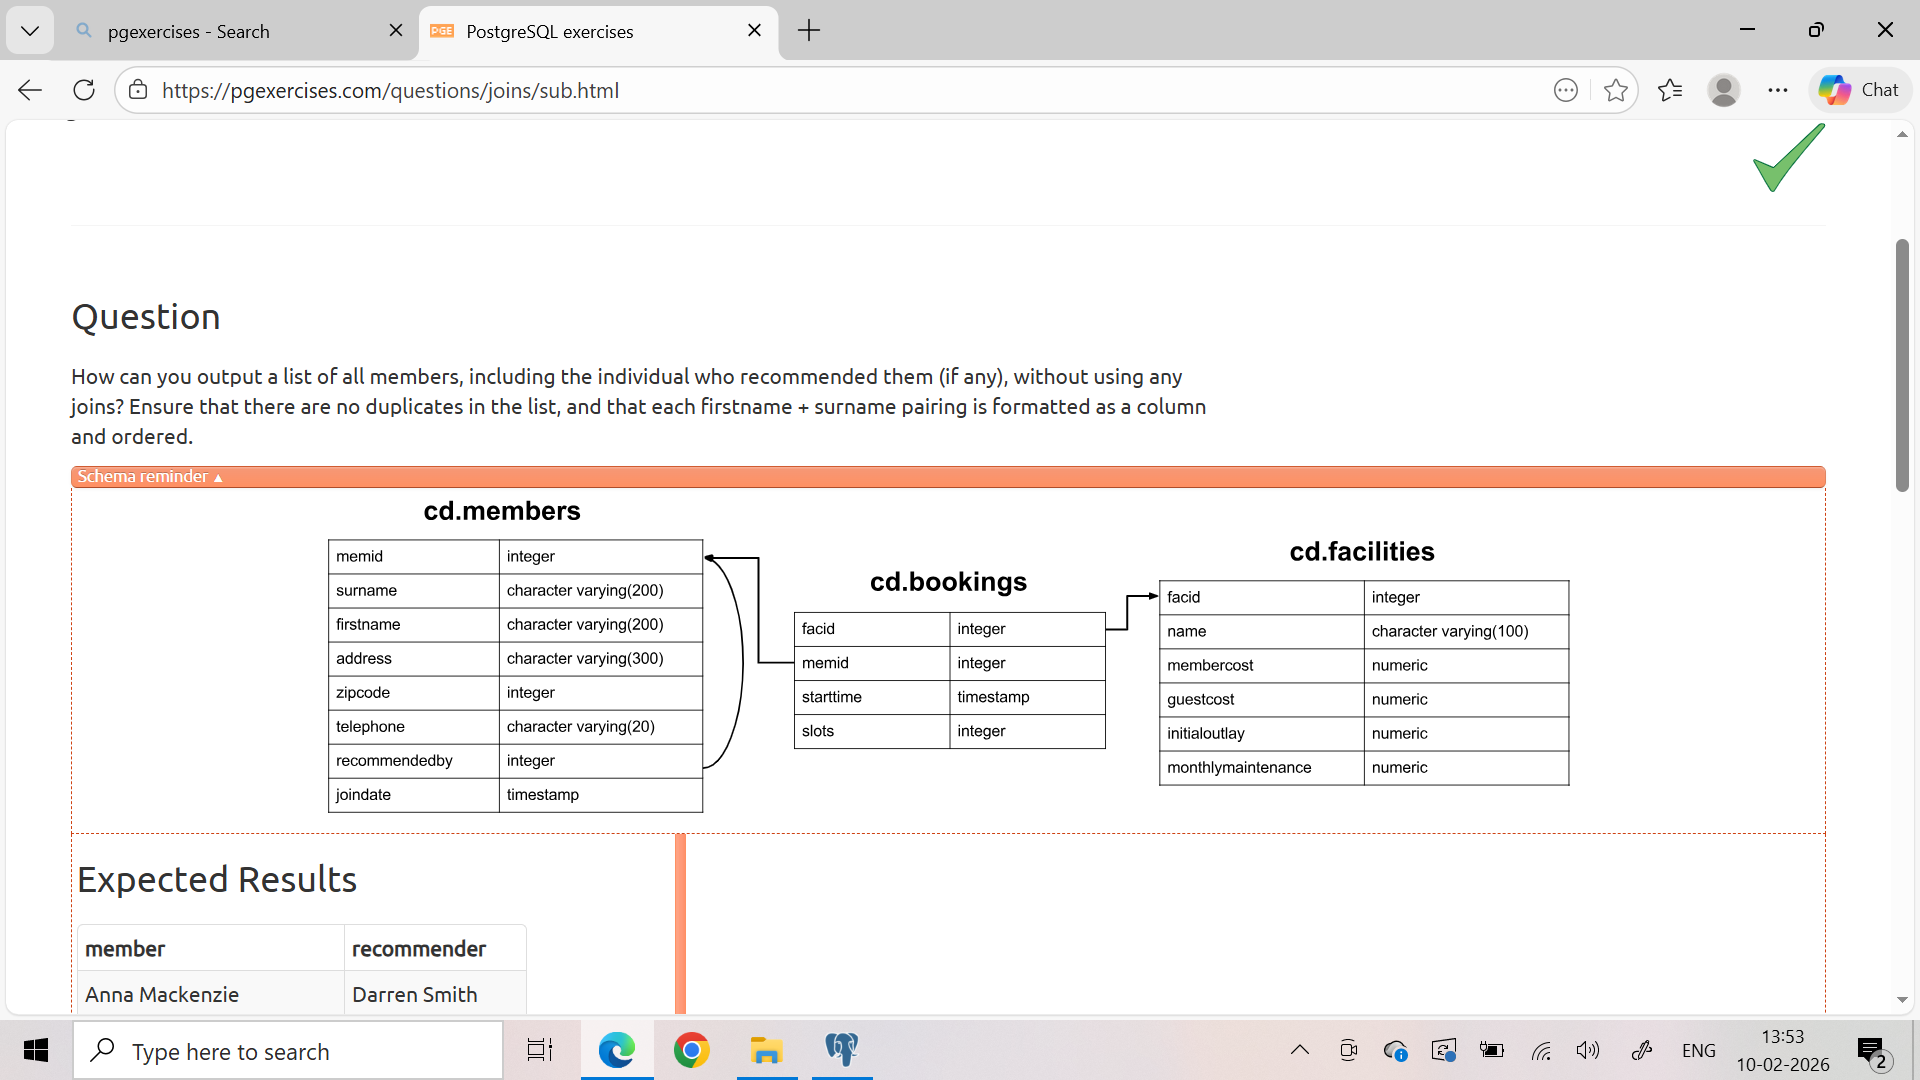 pgexercises - Search
PGE PostgreSQL exercises
https://pgexercises.com/questions/joins/sub.html
Chat
Question
How can you output a list of all members, including the individual who recommended them (if any), without using any
joins? Ensure that there are no duplicates in the list, and that each firstname + surname pairing is formatted as a column
and ordered.
Schema reminder ▲
cd.members
memid integer
surname character varying(200)
firstname character varying(200)
address character varying(300)
zipcode integer
telephone character varying(20)
recommendedby integer
joindate timestamp
cd.bookings
facid integer
memid integer
starttime timestamp
slots integer
cd.facilities
facid integer
name character varying(100)
membercost numeric
guestcost numeric
initialoutlay numeric
monthlymaintenance numeric
Expected Results
member recommender
Anna Mackenzie Darren Smith
Type here to search
ENG
13:53
10-02-2026
2